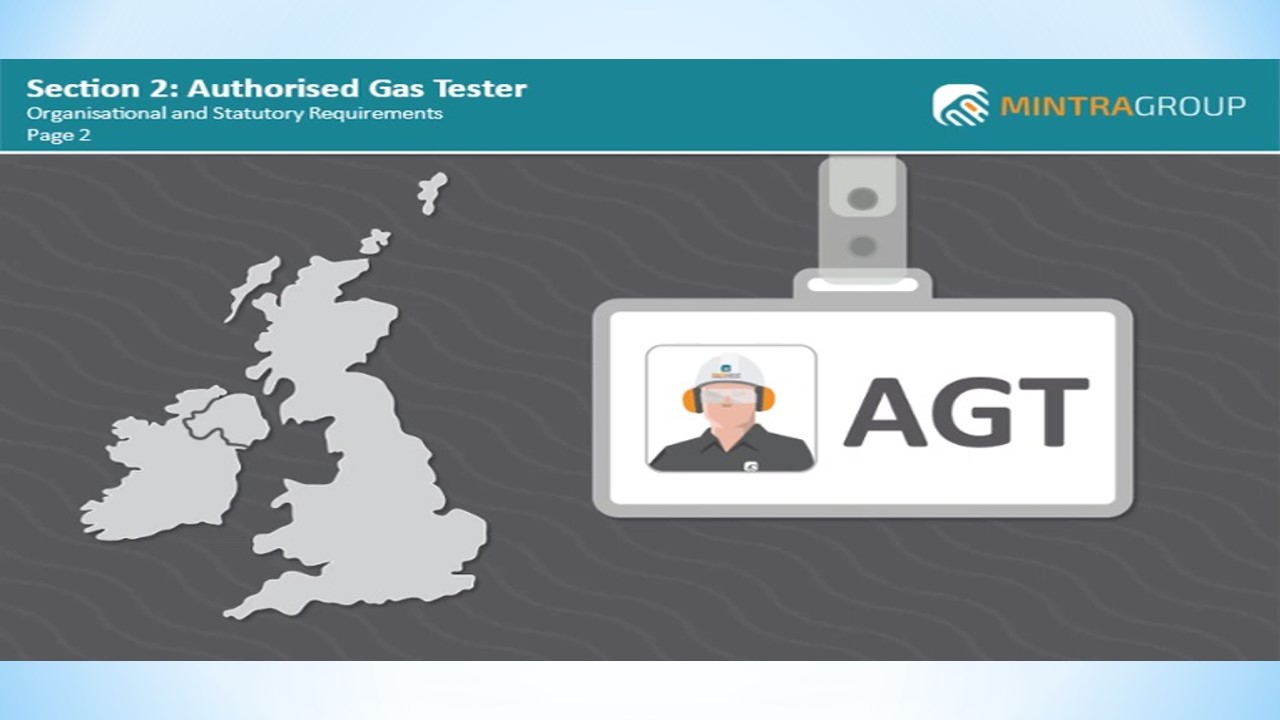 Section 2: Authorised Gas Tester
Organisational and Statutory Requirements
Page 2
MINTRAGROUP
AGT